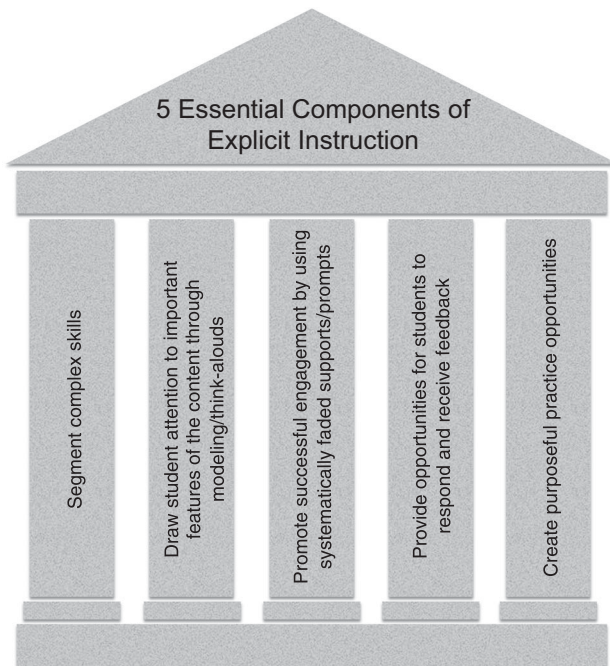 5 Essential Components of
Explicit Instruction
Segment complex skills
Draw student attention to important
features of the content through
modeling/think-alouds
Promote successful engagement by using
systematically faded supports/prompts
Provide opportunities for students to
respond and receive feedback
Create purposeful practice opportunities